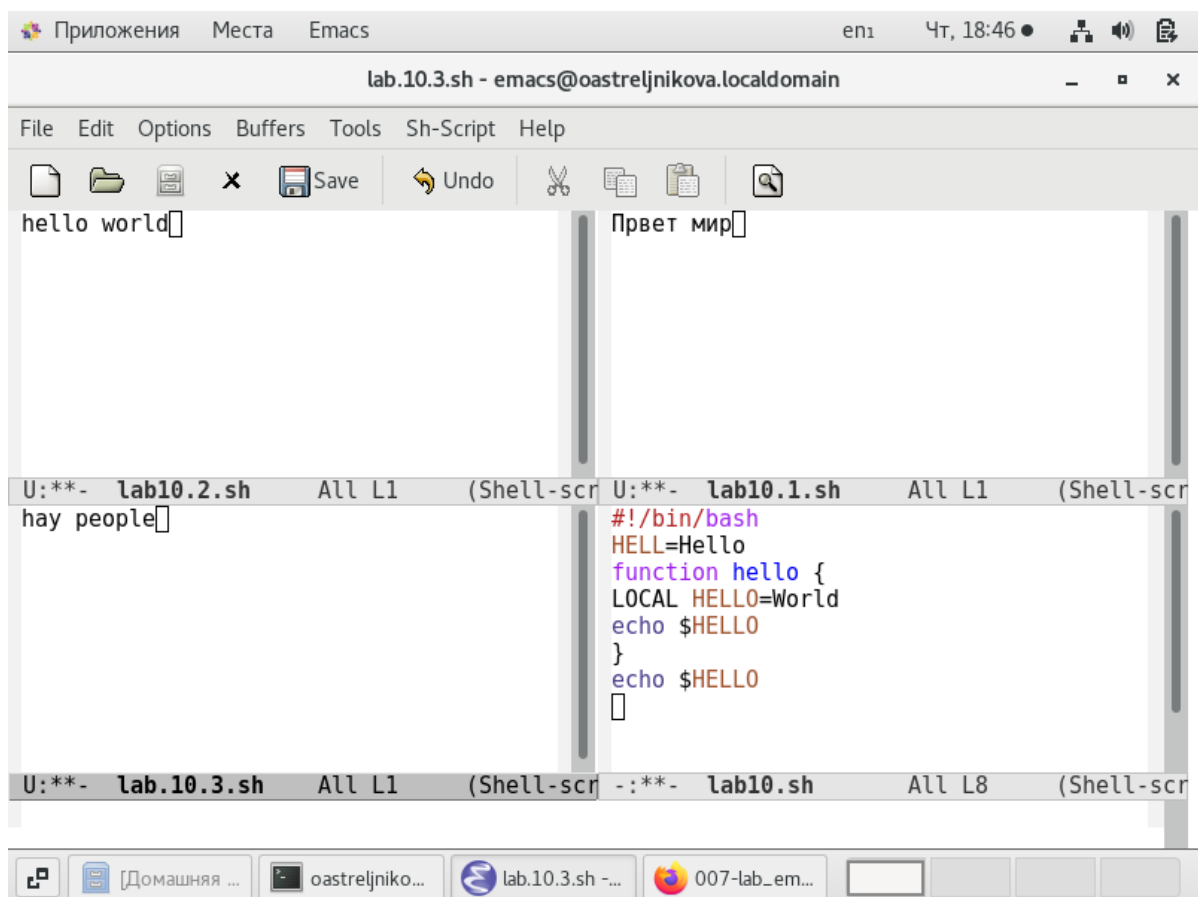 Приложения Места Emacs en1 Чт, 18:46
lab.10.3.sh - emacs@oastreljnikova.localdomain
File Edit Options Buffers Tools Sh-Script Help
Save Undo
hello world
U:**- lab10.2.sh All L1 (Shell-scr
Првет мир
U:**- lab10.1.sh All L1 (Shell-scr
hay people
U:**- lab.10.3.sh All L1 (Shell-scr
#!/bin/bash
HELL=Hello
function hello {
LOCAL HELLO=World
echo $HELLO
}
echo $HELLO
-:**- lab10.sh All L8 (Shell-scr
[Домашняя ... oastreljniko... lab.10.3.sh -... 007-lab_em...